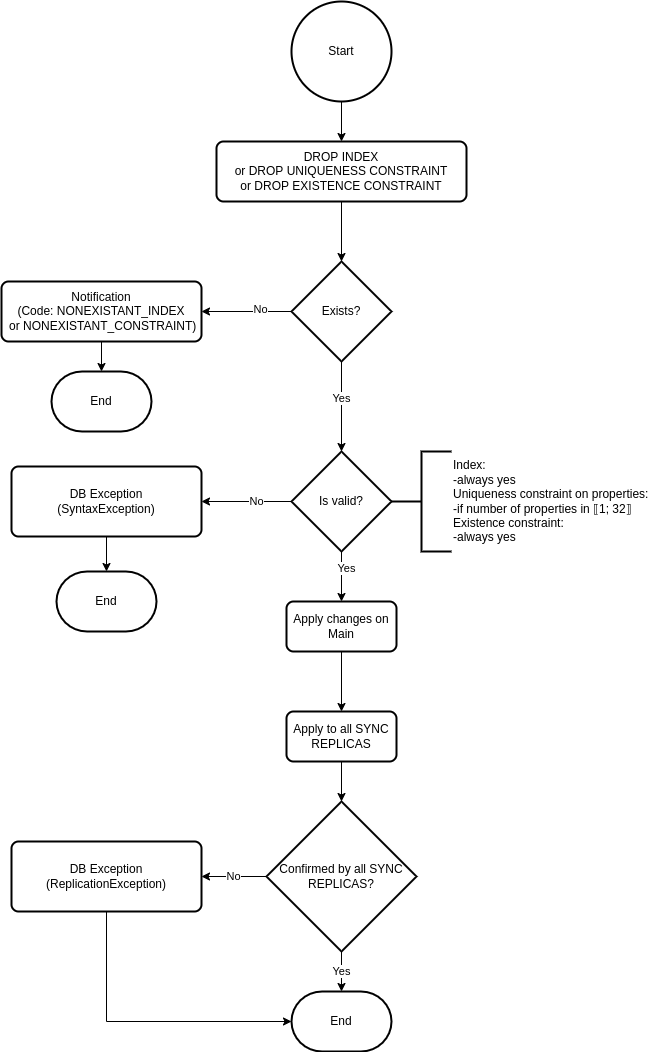 Start
DROP INDEX
or DROP UNIQUENESS CONSTRAINT
or DROP EXISTENCE CONSTRAINT
Exists?
No
Notification
(Code: NONEXISTANT_INDEX
or NONEXISTANT_CONSTRAINT)
End
Yes
Is valid?
Index:
-always yes
Uniqueness constraint on properties:
-if number of properties in ⟦1; 32⟧
Existence constraint:
-always yes
No
DB Exception
(SyntaxException)
End
Yes
Apply changes on
Main
Apply to all SYNC
REPLICAS
Confirmed by all SYNC
REPLICAS?
No
DB Exception
(ReplicationException)
Yes
End